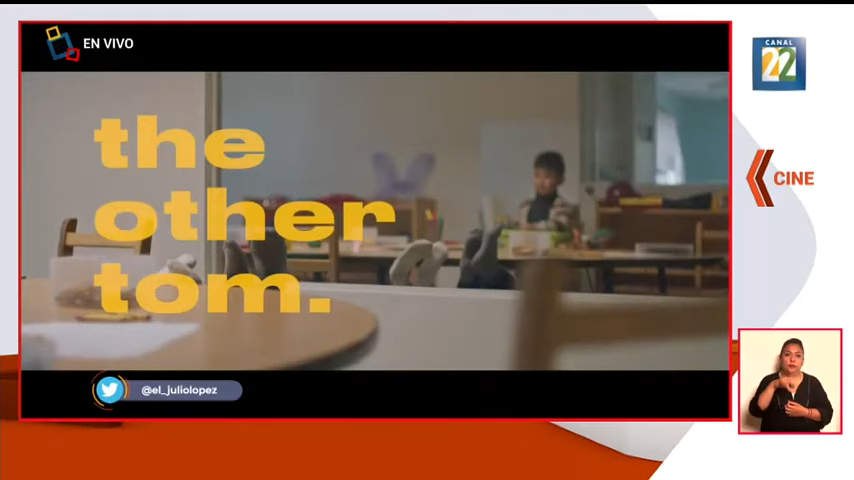 EN VIVO
CANAL
22
CINE
the
other
tom.
@el_juliolopez